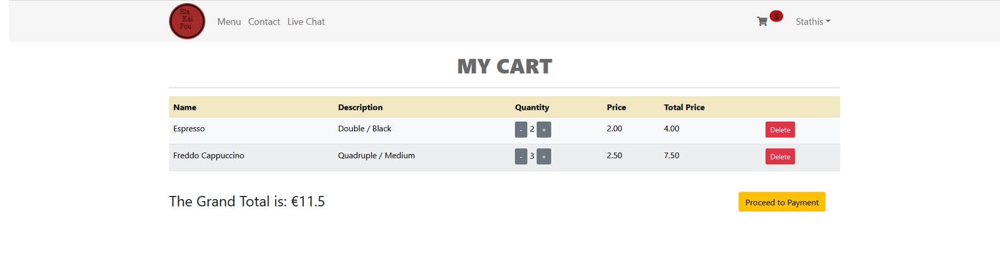 Ela
Kai
Pou
Menu Contact Live Chat 5 Stathis
MY CART
Name Description Quantity Price Total Price
Espresso Double / Black - 2 + 2.00 4.00 Delete
Freddo Cappuccino Quadruple / Medium - 3 + 2.50 7.50 Delete
The Grand Total is: €11.5 Proceed to Payment